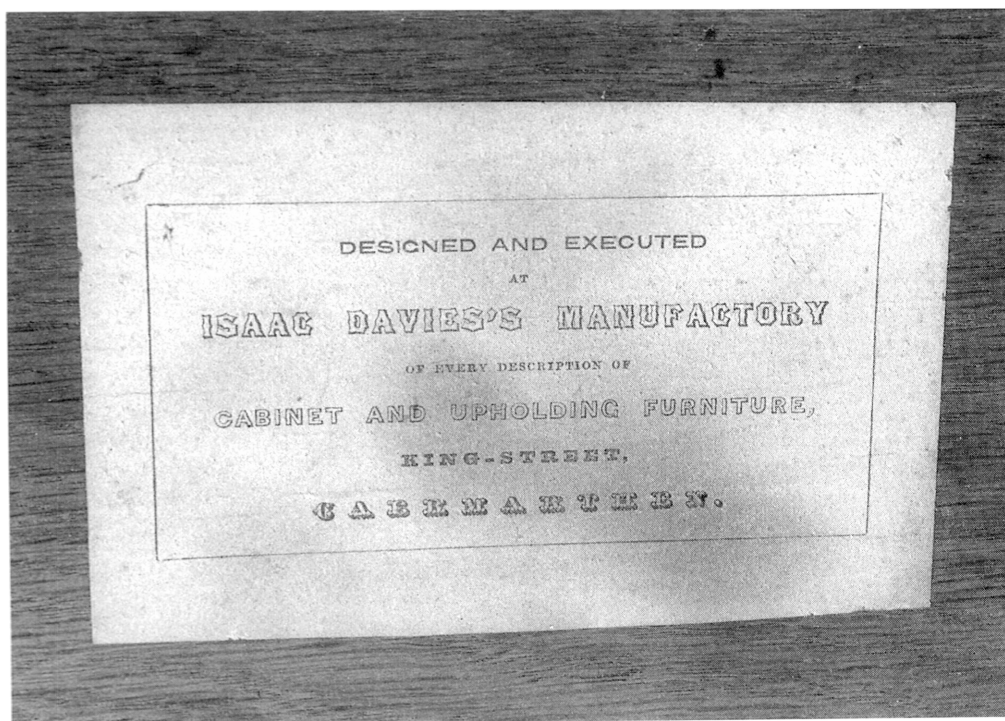 DESIGNED AND EXECUTED
AT
ISAAC DAVIES'S MANUFACTORY
OF EVERY DESCRIPTION OF
CABINET AND UPHOLDING FURNITURE,
KING-STREET,
CAERMARTHEN.